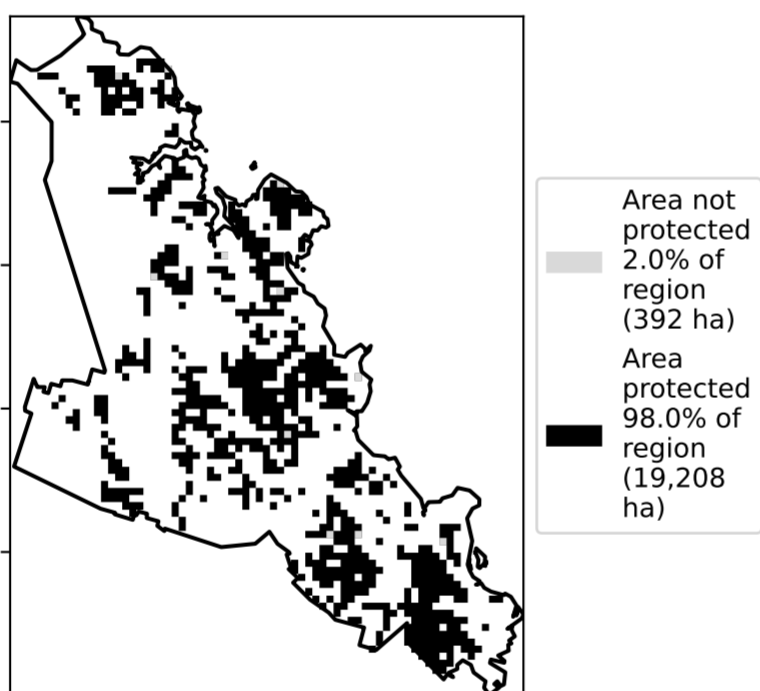 Area not
protected
2.0% of
region
(392 ha)
Area
protected
98.0% of
region
(19,208
ha)